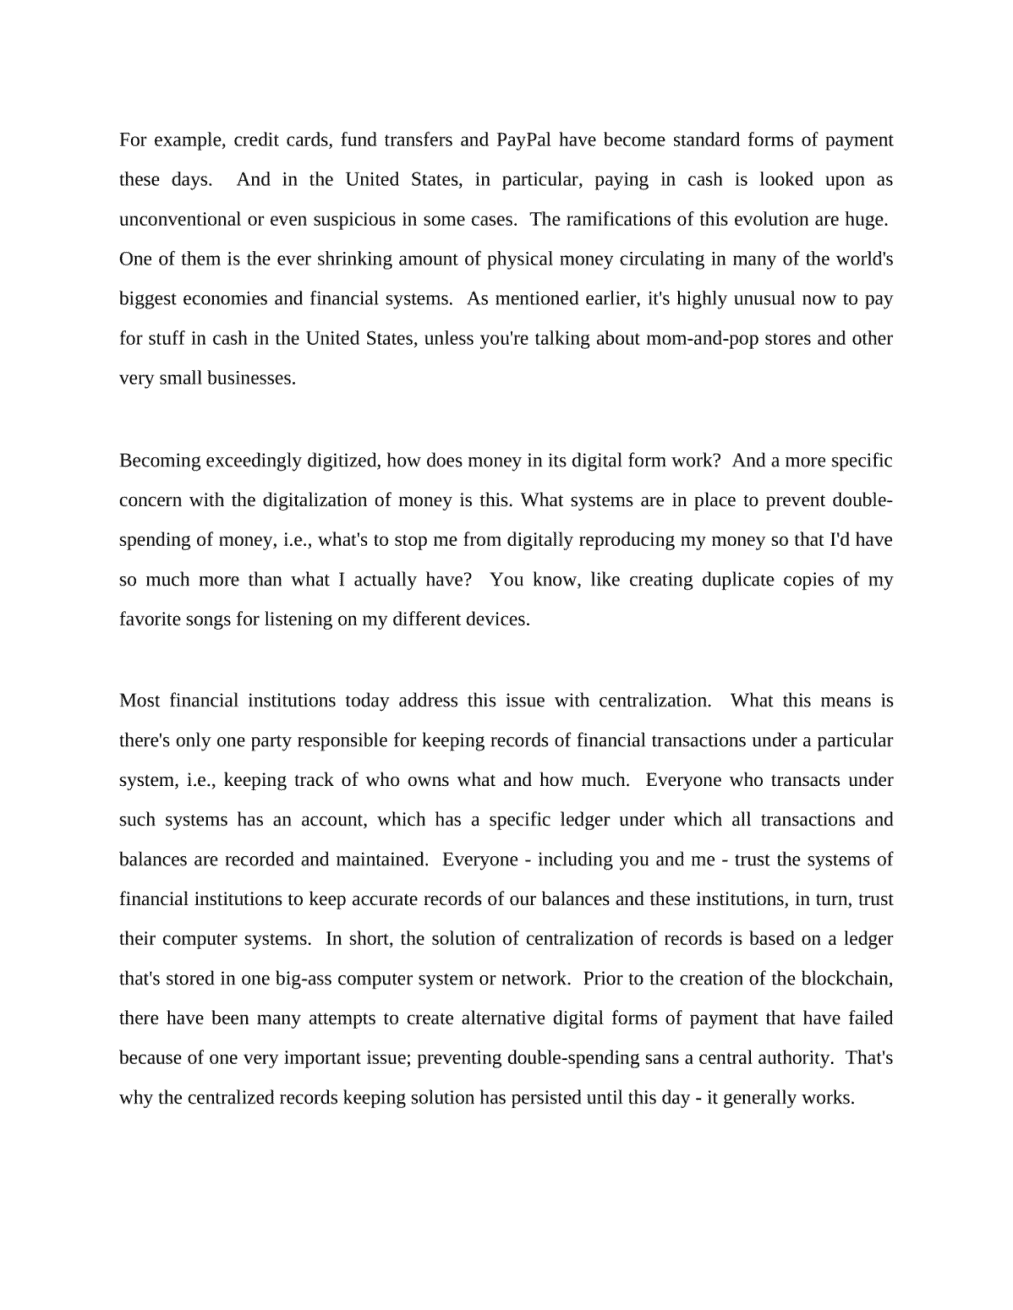 For example, credit cards, fund transfers and PayPal have become standard forms of payment
these days.  And in the United States, in particular, paying in cash is looked upon as
unconventional or even suspicious in some cases.  The ramifications of this evolution are huge.
One of them is the ever shrinking amount of physical money circulating in many of the world's
biggest economies and financial systems.  As mentioned earlier, it's highly unusual now to pay
for stuff in cash in the United States, unless you're talking about mom-and-pop stores and other
very small businesses.
Becoming exceedingly digitized, how does money in its digital form work?  And a more specific
concern with the digitalization of money is this. What systems are in place to prevent double-
spending of money, i.e., what's to stop me from digitally reproducing my money so that I'd have
so much more than what I actually have?  You know, like creating duplicate copies of my
favorite songs for listening on my different devices.
Most financial institutions today address this issue with centralization.  What this means is
there's only one party responsible for keeping records of financial transactions under a particular
system, i.e., keeping track of who owns what and how much.  Everyone who transacts under
such systems has an account, which has a specific ledger under which all transactions and
balances are recorded and maintained.  Everyone - including you and me - trust the systems of
financial institutions to keep accurate records of our balances and these institutions, in turn, trust
their computer systems.  In short, the solution of centralization of records is based on a ledger
that's stored in one big-ass computer system or network.  Prior to the creation of the blockchain,
there have been many attempts to create alternative digital forms of payment that have failed
because of one very important issue; preventing double-spending sans a central authority.  That's
why the centralized records keeping solution has persisted until this day - it generally works.